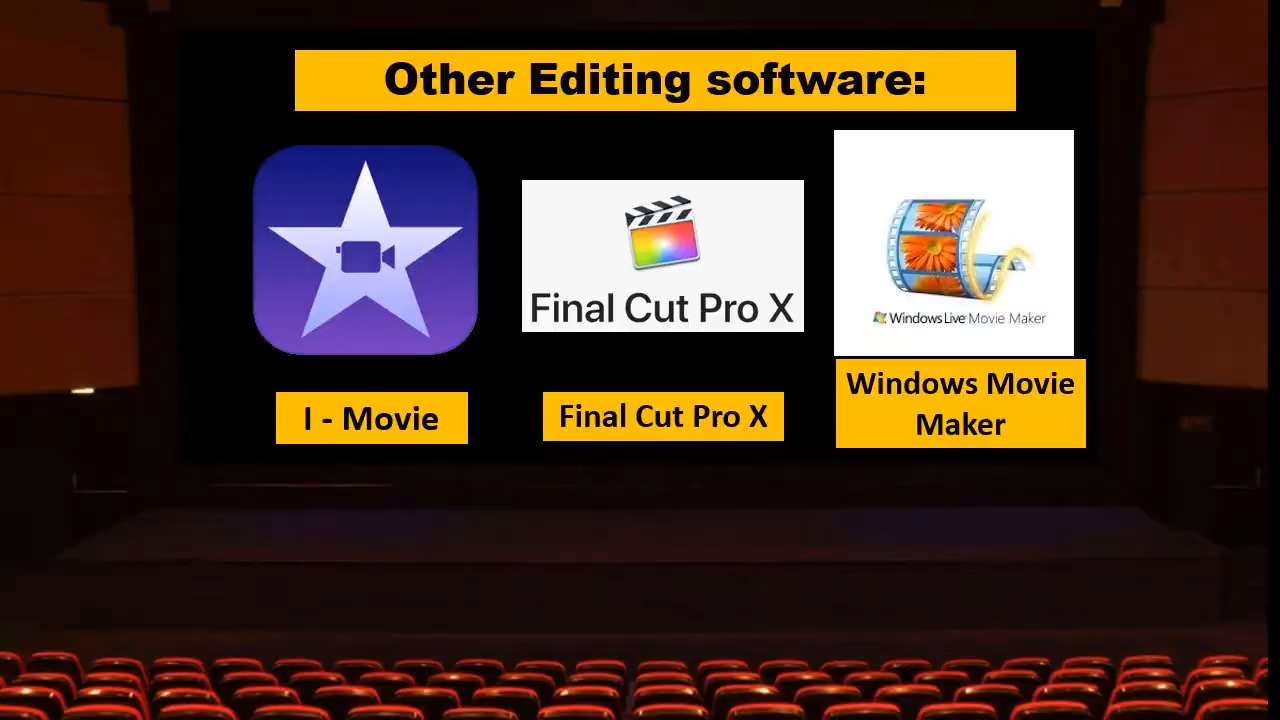 Other Editing software:
Final Cut Pro X
Windows Live Movie Maker
I - Movie
Final Cut Pro X
Windows Movie
Maker